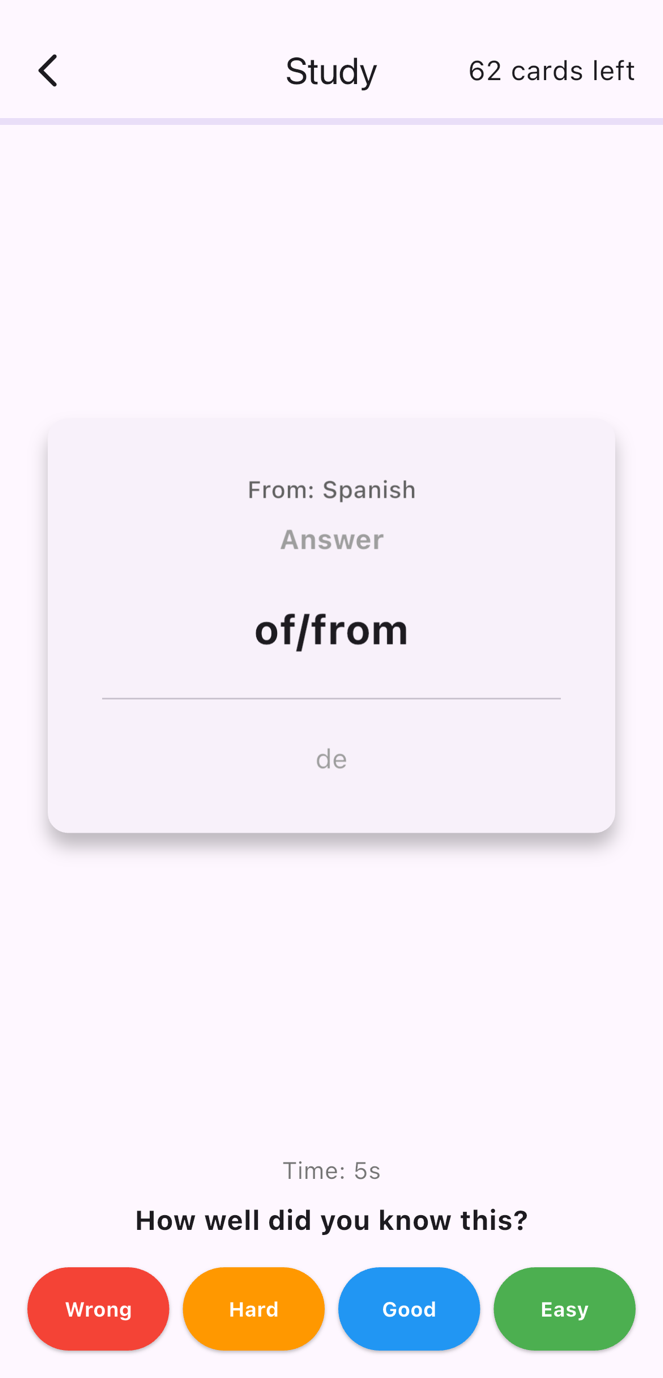 Study
62 cards left
From: Spanish
Answer
of/from
de
Time: 5s
How well did you know this?
Wrong
Hard
Good
Easy